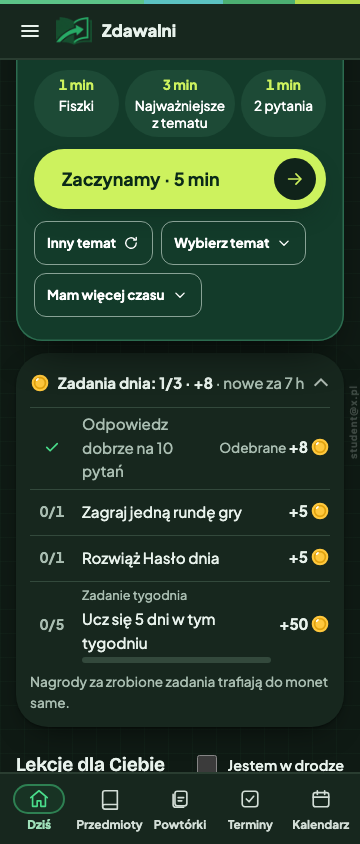 Zdawalni
1 min
Fiszki
3 min
Najważniejsze
z tematu
1 min
2 pytania
Zaczynamy · 5 min
Inny temat
Wybierz temat
Mam więcej czasu
Zadania dnia: 1/3 · +8 · nowe za 7 h
Odpowiedz
dobrze na 10
pytań
Odebrane +8
0/1 Zagraj jedną rundę gry +5
0/1 Rozwiąż Hasło dnia +5
Zadanie tygodnia
0/5 Ucz się 5 dni w tym
tygodniu
+50
Nagrody za zrobione zadania trafiają do monet
same.
student@x.pl
Lekcje dla Ciebie
Jestem w drodze
Dziś
Przedmioty
Powtórki
Terminy
Kalendarz